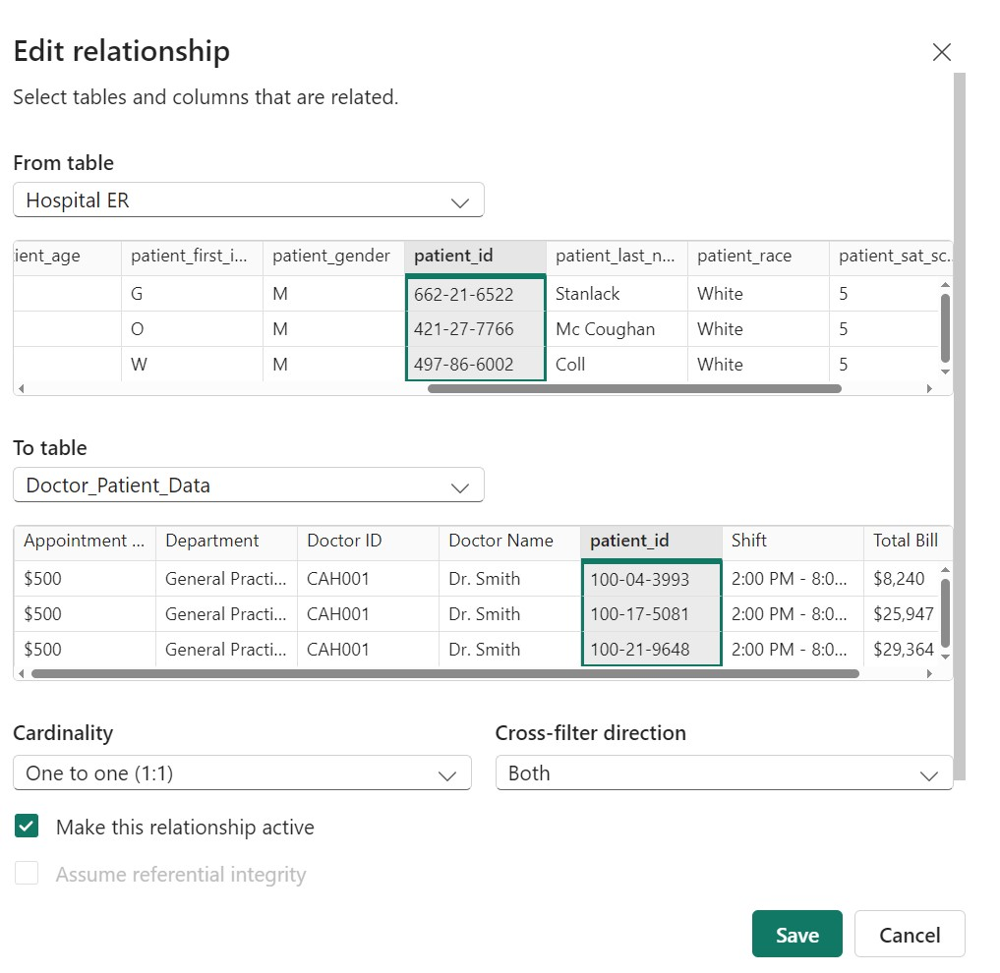 Edit relationship
Select tables and columns that are related.
From table
Hospital ER
ient_age patient_first_i... patient_gender patient_id patient_last_n... patient_race patient_sat_sc...
G M 662-21-6522 Stanlack White 5
O M 421-27-7766 Mc Coughan White 5
W M 497-86-6002 Coll White 5
To table
Doctor_Patient_Data
Appointment ... Department Doctor ID Doctor Name patient_id Shift Total Bill
$500 General Practi... CAH001 Dr. Smith 100-04-3993 2:00 PM - 8:0... $8,240
$500 General Practi... CAH001 Dr. Smith 100-17-5081 2:00 PM - 8:0... $25,947
$500 General Practi... CAH001 Dr. Smith 100-21-9648 2:00 PM - 8:0... $29,364
Cardinality Cross-filter direction
One to one (1:1) Both
Make this relationship active
Assume referential integrity
Save Cancel